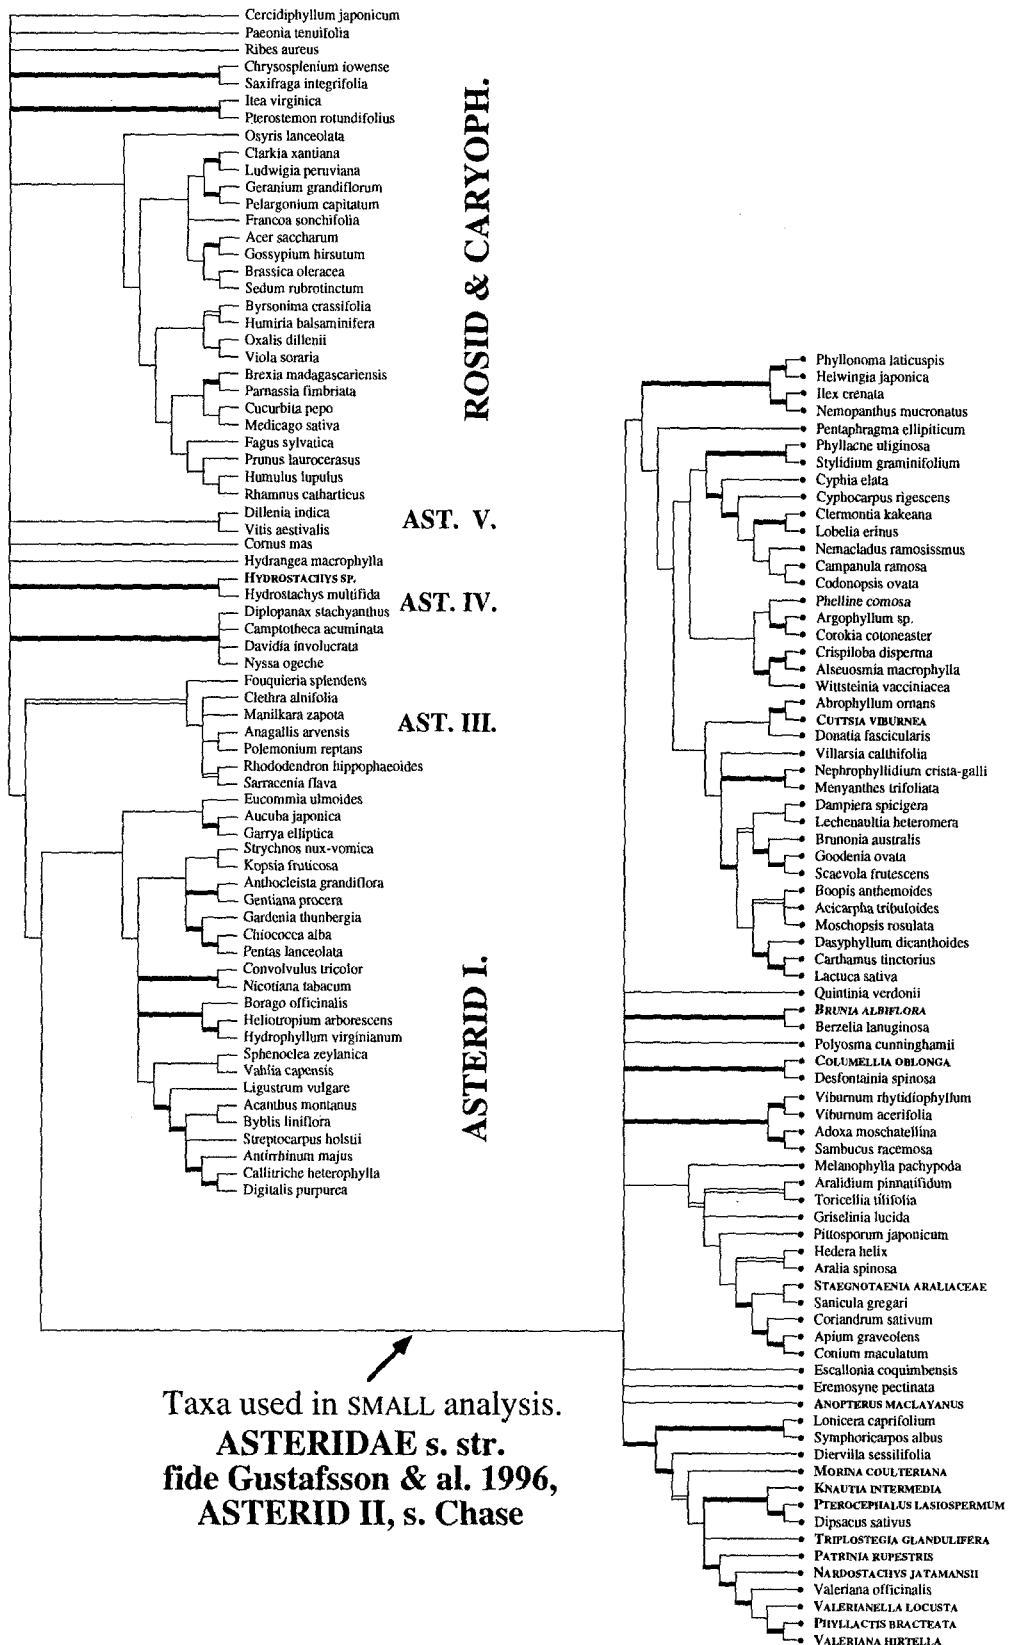 Cercidiphyllum japonicum
Paeonia tenuifolia
Ribes aureus
Chrysosplenium iowense
Saxifraga integrifolia
Itea virginica
Pterostemon rotundifolius
Osyris lanceolata
Clarkia xantiana
Ludwigia peruviana
Geranium grandiflorum
Pelargonium capitatum
Francoa sonchifolia
Acer saccharum
Gossypium hirsutum
Brassica oleracea
Sedum rubrotinctum
Byrsonima crassifolia
Humiria balsaminifera
Oxalis dillenii
Viola soraria
Brexia madagascariensis
Parnassia fimbriata
Cucurbita pepo
Medicago sativa
Fagus sylvatica
Prunus laurocerasus
Humulus lupulus
Rhamnus catharticus
Dillenia indica
Vitis aestivalis
Cornus mas
Hydrangea macrophylla
HYDROSTACHYS SP.
Hydrostachys multifida
Diplopanax stachyanthus
Camptotheca acuminata
Davidia involucrata
Nyssa ogeche
Fouquieria splendens
Clethra alnifolia
Manilkara zapota
Anagallis arvensis
Polemonium reptans
Rhododendron hippophaeoides
Sarracenia flava
Eucommia ulmoides
Aucuba japonica
Garrya elliptica
Strychnos nux-vomica
Kopsia fruticosa
Anthocleista grandiflora
Gentiana procera
Gardenia thunbergia
Chiococca alba
Pentas lanceolata
Convolvulus tricolor
Nicotiana tabacum
Borago officinalis
Heliotropium arborescens
Hydrophyllum virginianum
Sphenoclea zeylanica
Vahlia capensis
Ligustrum vulgare
Acanthus montanus
Byblis liniflora
Streptocarpus holstii
Antirrhinum majus
Callitriche heterophylla
Digitalis purpurea
ROSID & CARYOPH.
AST. V.
AST. IV.
AST. III.
ASTERID I.
Taxa used in SMALL analysis.
ASTERIDAE s. str.
fide Gustafsson & al. 1996,
ASTERID II, s. Chase
Phyllonoma laticuspis
Helwingia japonica
Ilex crenata
Nemopanthus mucronatus
Pentaphragma ellipiticum
Phyllacne uliginosa
Stylidium graminifolium
Cyphia elata
Cyphocarpus rigescens
Clermontia kakeana
Lobelia erinus
Nemacladus ramosissmus
Campanula ramosa
Codonopsis ovata
Phelline comosa
Argophyllum sp.
Corokia cotoneaster
Crispiloba disperma
Alseuosmia macrophylla
Wittsteinia vacciniacea
Abrophyllum ornans
CUTTSIA VIBURNEA
Donatia fascicularis
Villarsia calthifolia
Nephrophyllidium crista-galli
Menyanthes trifoliata
Dampiera spicigera
Lechenaultia heteromera
Brunonia australis
Goodenia ovata
Scaevola frutescens
Boopis anthemoides
Acicarpha tribuloides
Moschopsis rosulata
Dasyphyllum dicanthoides
Carthamus tinctorius
Lactuca sativa
Quintinia verdonii
BRUNIA ALBIFLORA
Berzelia lanuginosa
Polyosma cunninghamii
COLUMELLIA OBLONGA
Desfontainia spinosa
Viburnum rhytidiophyllum
Viburnum acerifolia
Adoxa moschatellina
Sambucus racemosa
Melanophylla pachypoda
Aralidium pinnatifidum
Toricellia tilifolia
Griselinia lucida
Pittosporum japonicum
Hedera helix
Aralia spinosa
STAEGNOTAENIA ARALIACEAE
Sanicula gregari
Coriandrum sativum
Apium graveolens
Conium maculatum
Escallonia coquimbensis
Eremosyne pectinata
ANOPTERUS MACLAYANUS
Lonicera caprifolium
Symphoricarpos albus
Diervilla sessilifolia
MORINA COULTERIANA
KNAUTIA INTERMEDIA
PTEROCEPHALUS LASIOSPERMUM
Dipsacus sativus
TRIPLOSTEGIA GLANDULIFERA
PATRINIA RUPESTRIS
NARDOSTACHYS JATAMANSII
Valeriana officinalis
VALERIANELLA LOCUSTA
PHYLLACTIS BRACTEATA
VALERIANA HIRTELLA